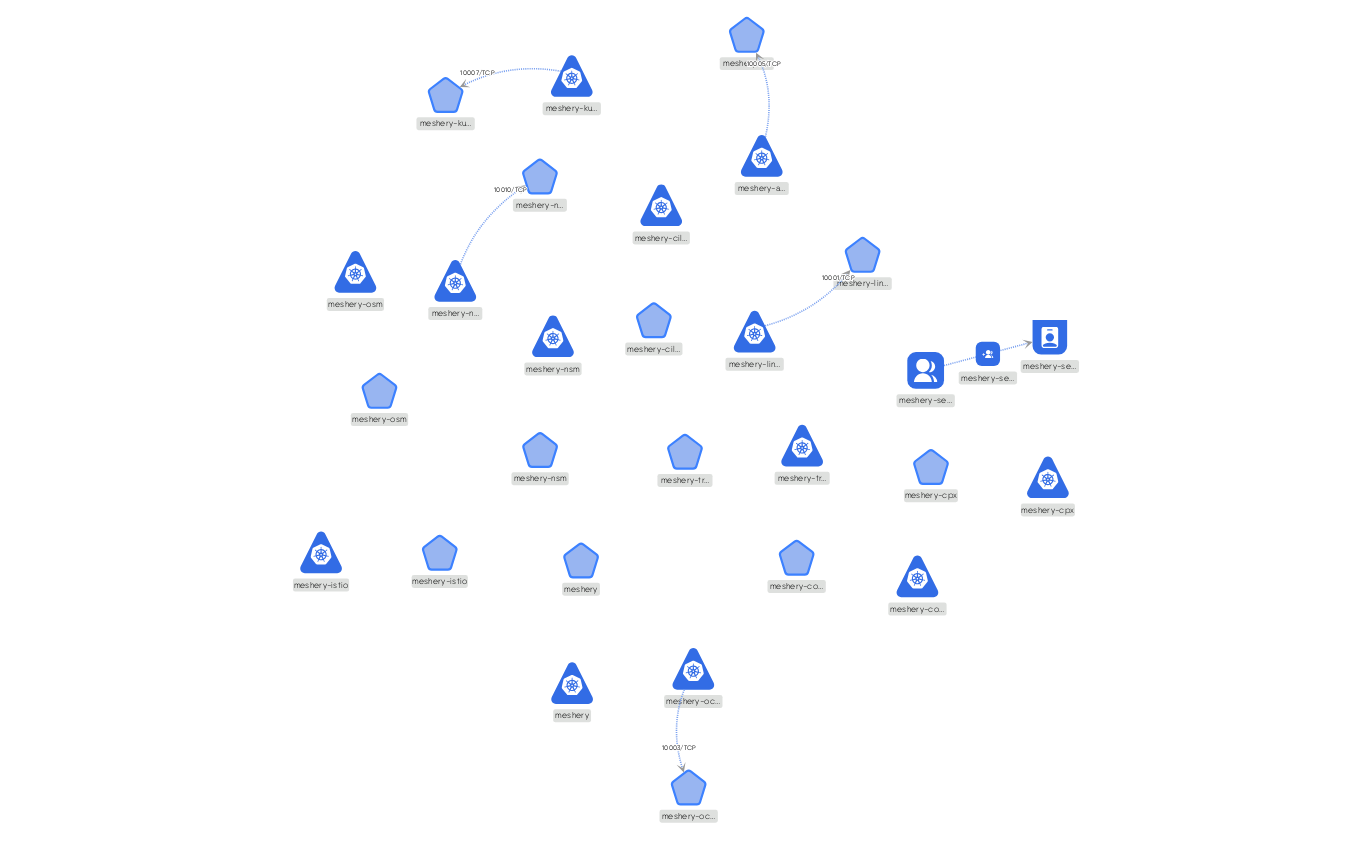 10007/TCP
meshery-ku...
meshery-ku...
10005/TCP
meshery-a...
10010/TCP
meshery-n...
meshery-cil...
meshery-osm
meshery-n...
10001/TCP
meshery-lin...
meshery-nsm
meshery-cil...
meshery-lin...
meshery-se...
meshery-se...
meshery-se...
meshery-osm
meshery-nsm
meshery-tr...
meshery-tr...
meshery-cpx
meshery-cpx
meshery-istio
meshery-istio
meshery
meshery-co...
meshery-co...
meshery
meshery-oc...
10003/TCP
meshery-oc...